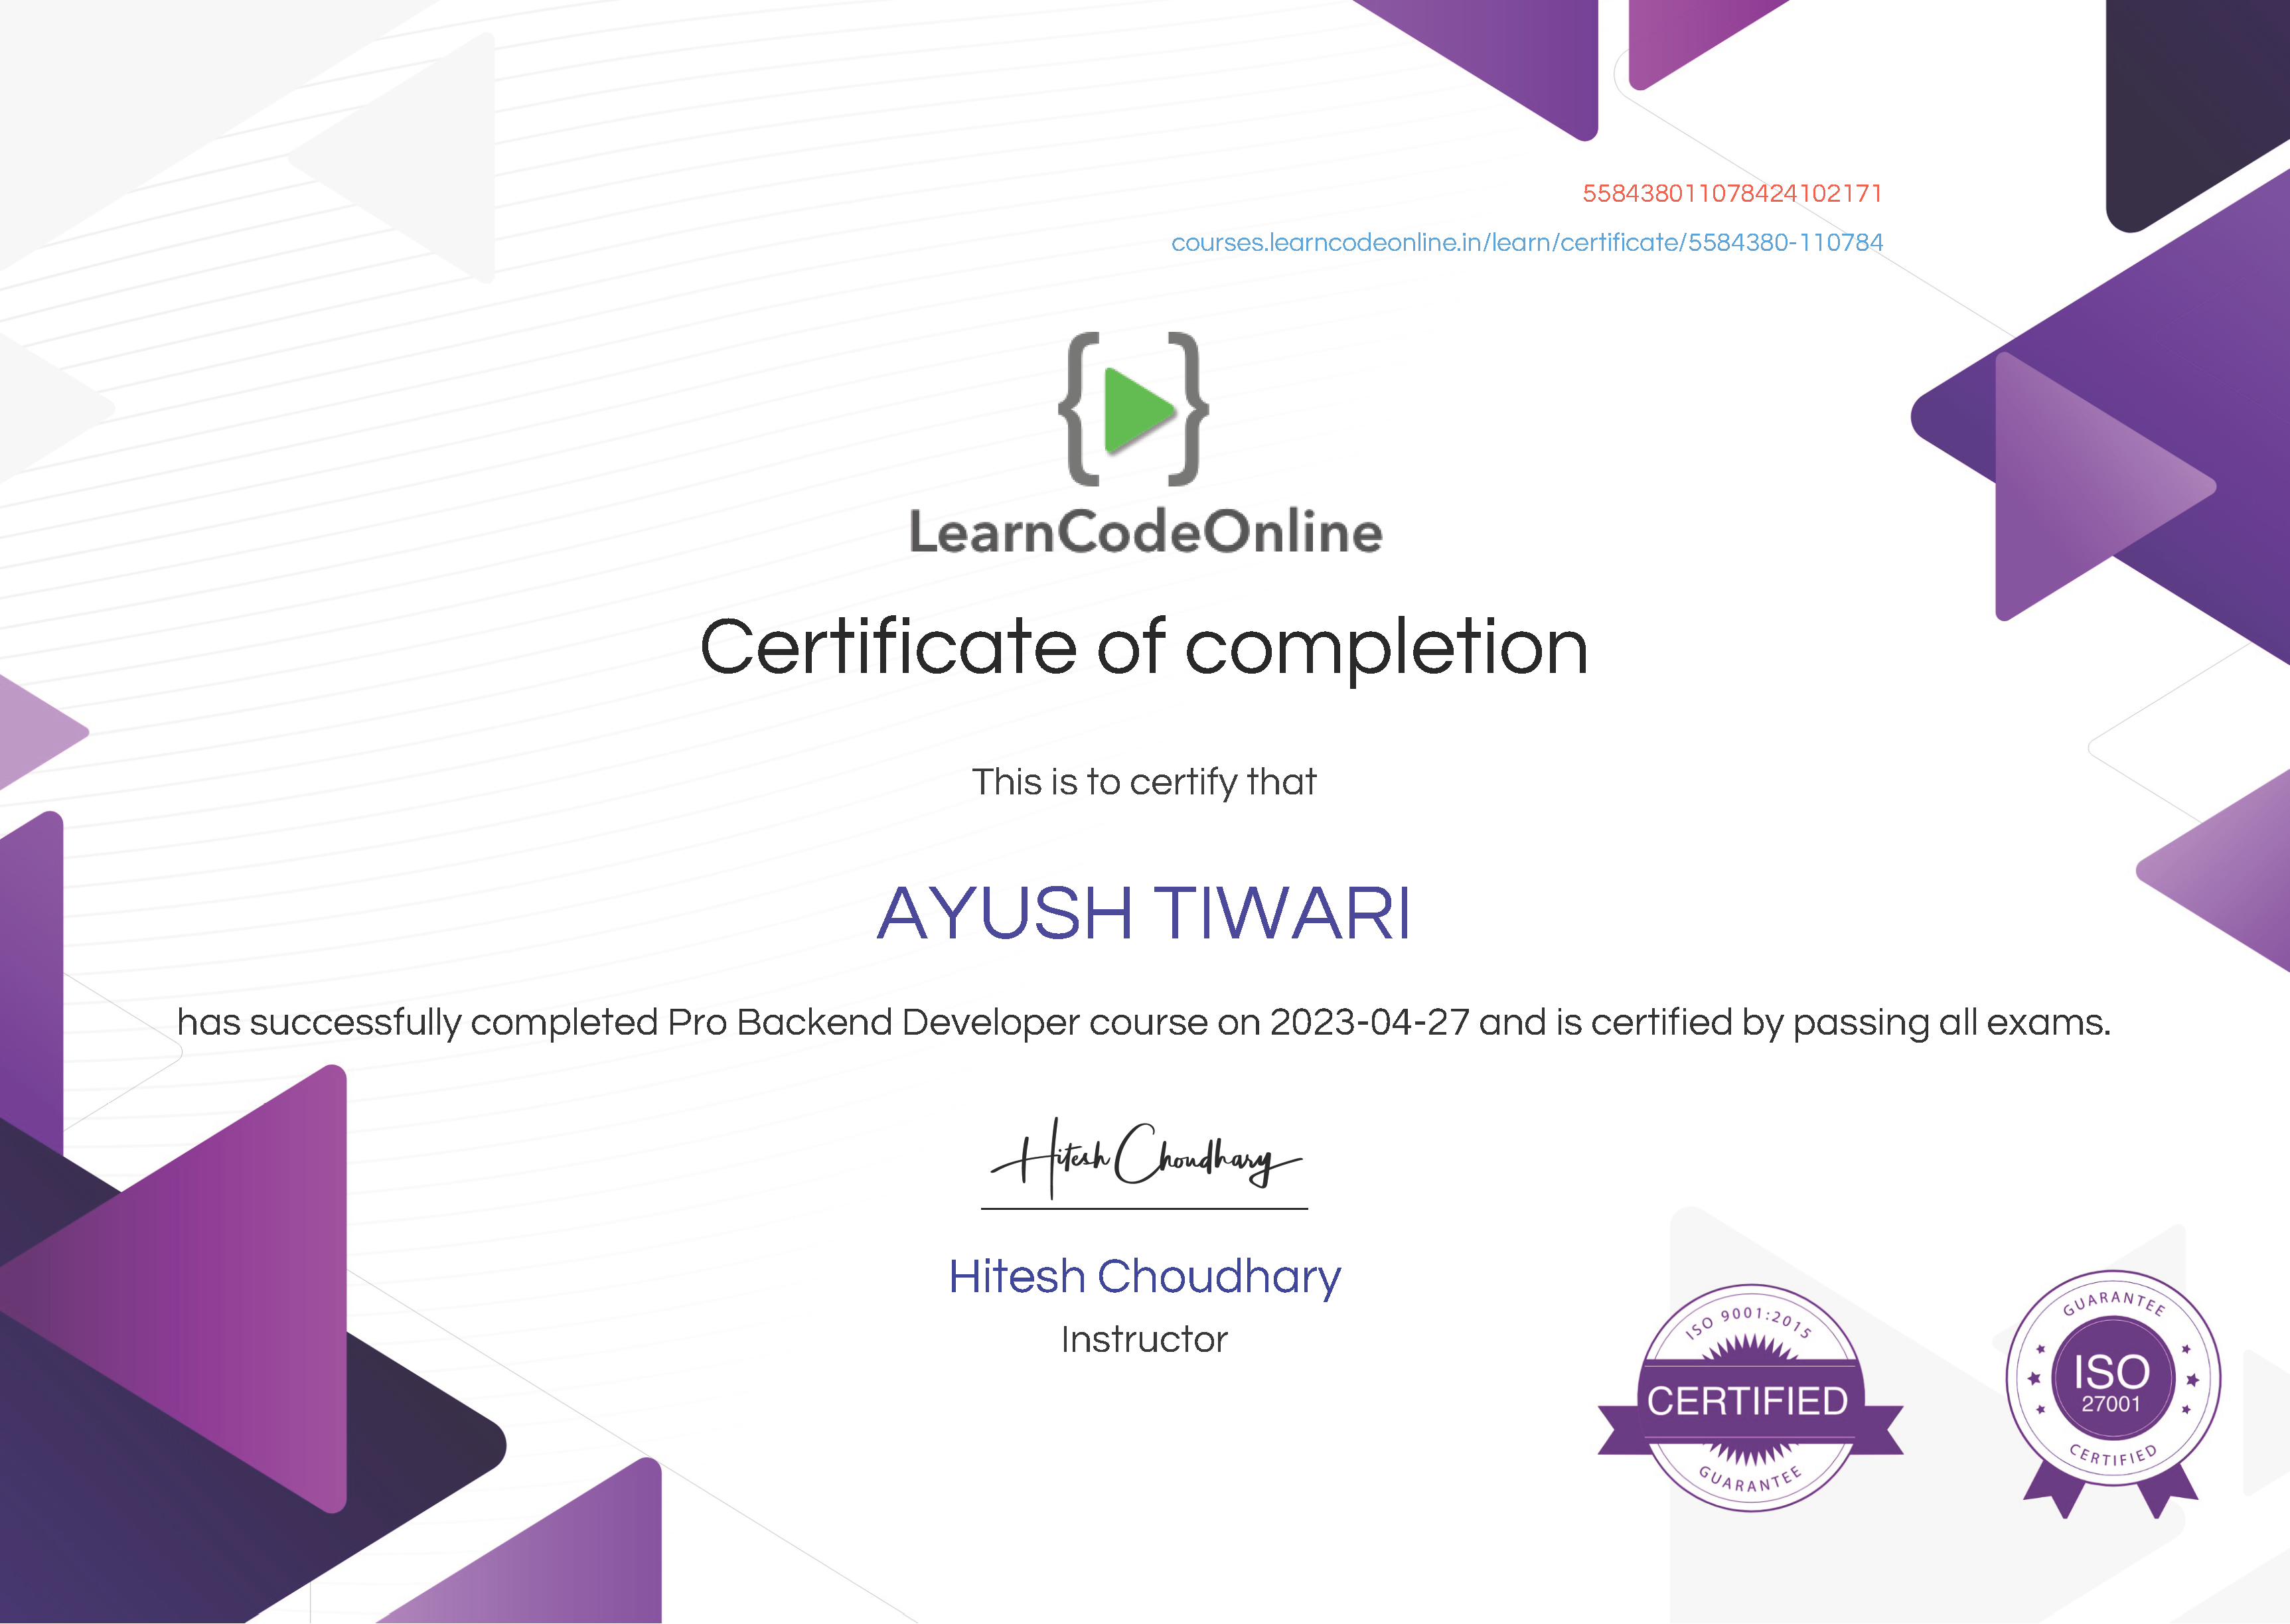 558438011078424102171
courses.learncodeonline.in/learn/certificate/5584380-110784
LearnCodeOnline
Certificate of completion
This is to certify that
AYUSH TIWARI
has successfully completed Pro Backend Developer course on 2023-04-27 and is certified by passing all exams.
Hitesh Choudhary
Hitesh Choudhary
Instructor
ISO 9001:2015
CERTIFIED
GUARANTEE
GUARANTEE
ISO
27001
CERTIFIED